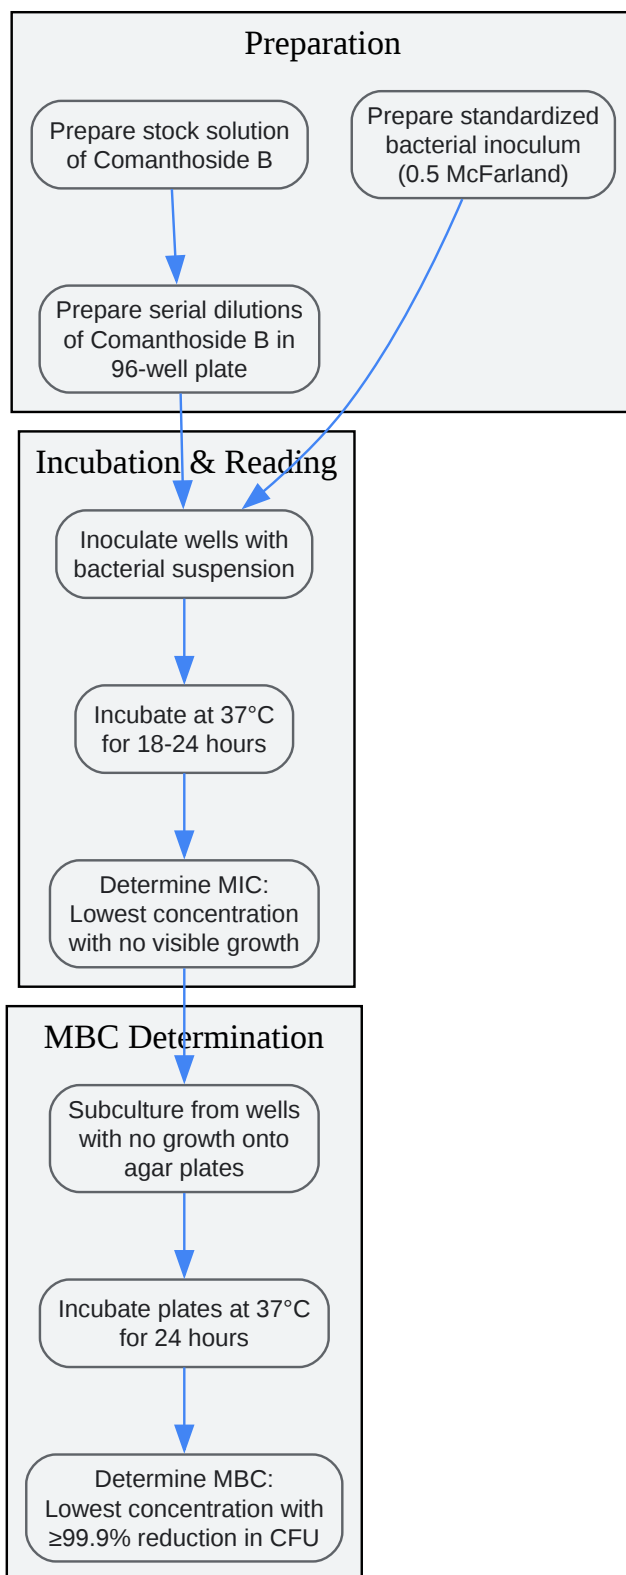 Preparation
Prepare stock solution
of Comanthoside B
Prepare standardized
bacterial inoculum
(0.5 McFarland)
Prepare serial dilutions
of Comanthoside B in
96-well plate
Incubation & Reading
Inoculate wells with
bacterial suspension
Incubate at 37°C
for 18-24 hours
Determine MIC:
Lowest concentration
with no visible growth
MBC Determination
Subculture from wells
with no growth onto
agar plates
Incubate plates at 37°C
for 24 hours
Determine MBC:
Lowest concentration with
≥99.9% reduction in CFU